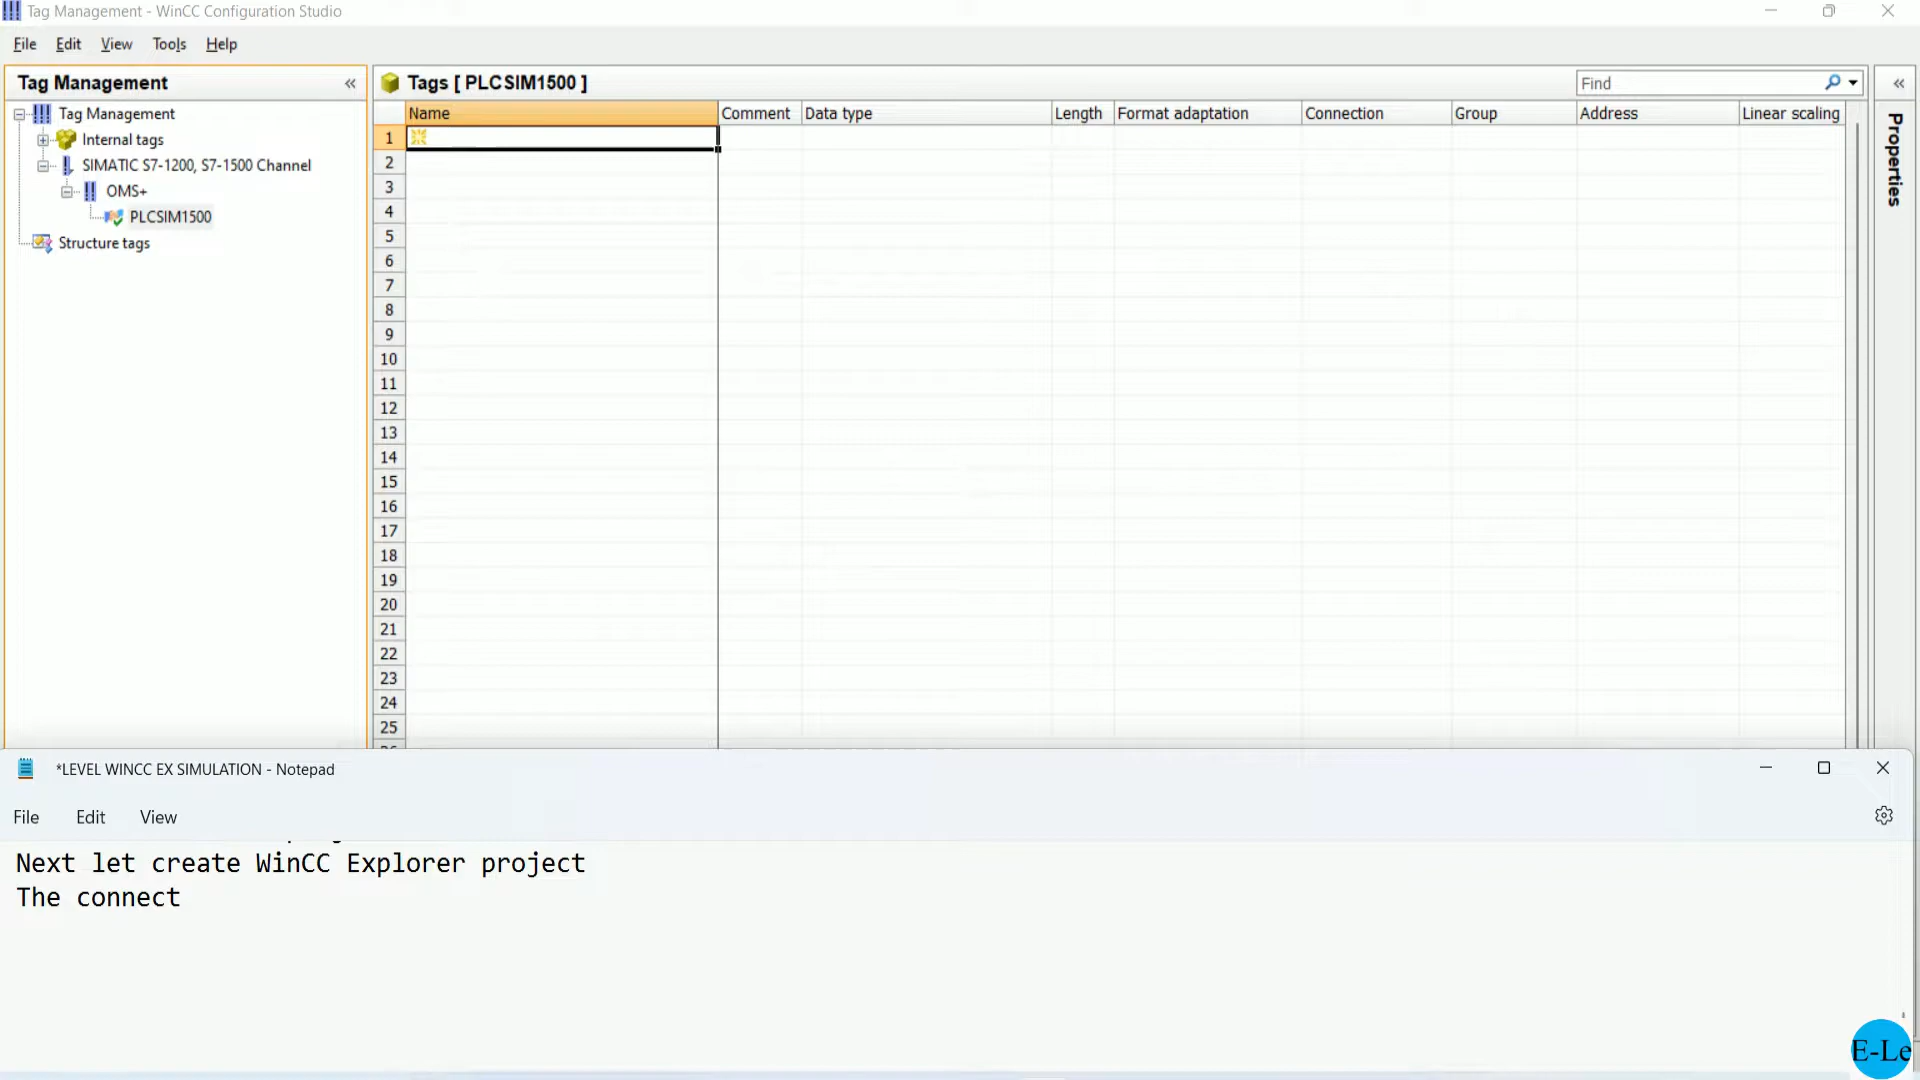 Tag Management - WinCC Configuration Studio
File Edit View Tools Help
Tag Management «
Tags [ PLCSIM1500 ]
Find
«
Tag Management
Internal tags
SIMATIC S7-1200, S7-1500 Channel
OMS+
PLCSIM1500
Structure tags
Name Comment Data type Length Format adaptation Connection Group Address Linear scaling
1
2
3
4
5
6
7
8
9
10
11
12
13
14
15
16
17
18
19
20
21
22
23
24
25
Properties
*LEVEL WINCC EX SIMULATION - Notepad
File Edit View
Next let create WinCC Explorer project
The connect
E-Le